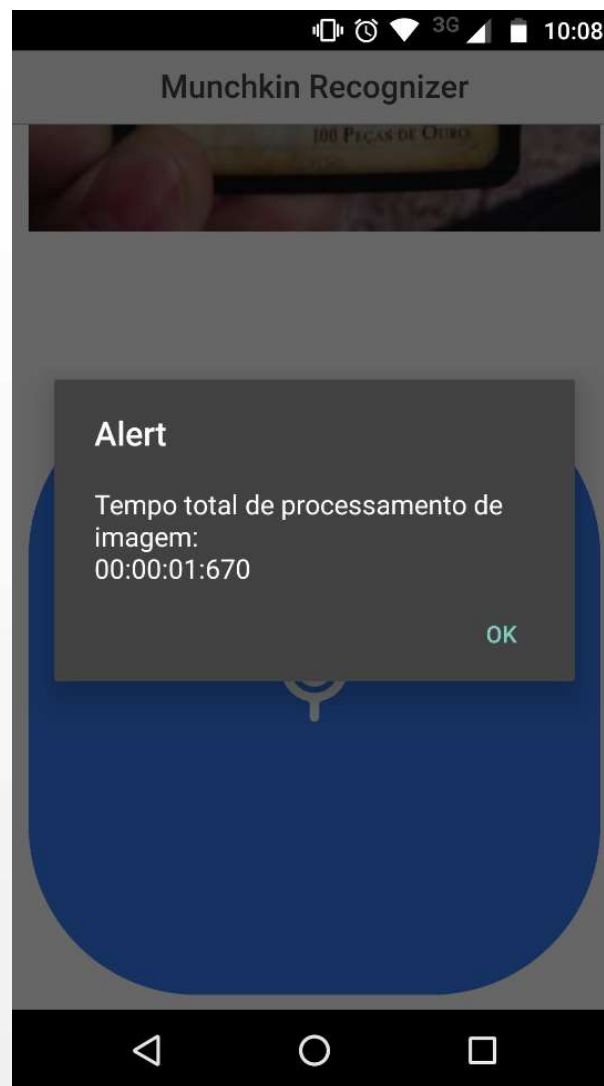 3G 10:08
Munchkin Recognizer
100 PEÇAS DE OURO
Alert
Tempo total de processamento de
imagem:
00:00:01:670
OK